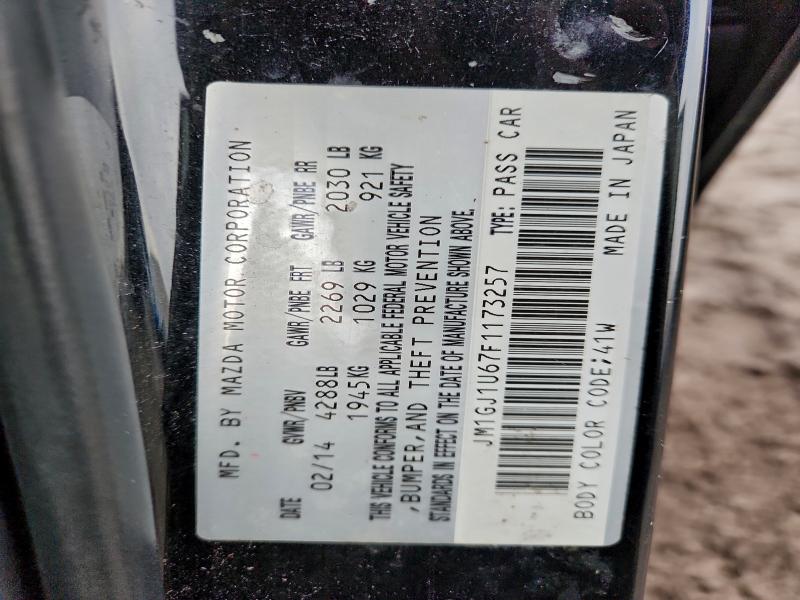 MFD. BY MAZDA MOTOR CORPORATION
DATE GVWR/PNBV GAWR/PNBE FRT GAWR/PNBE RR
02/14 4288LB 2269 LB 2030 LB
1945KG 1029 KG 921 KG
THIS VEHICLE CONFORMS TO ALL APPLICABLE FEDERAL MOTOR VEHICLE SAFETY
,BUMPER,AND THEFT PREVENTION
STANDARDS IN EFFECT ON THE DATE OF MANUFACTURE SHOWN ABOVE.
JM1GJ1U67F1173257 TYPE: PASS CAR
BODY COLOR CODE;41W MADE IN JAPAN